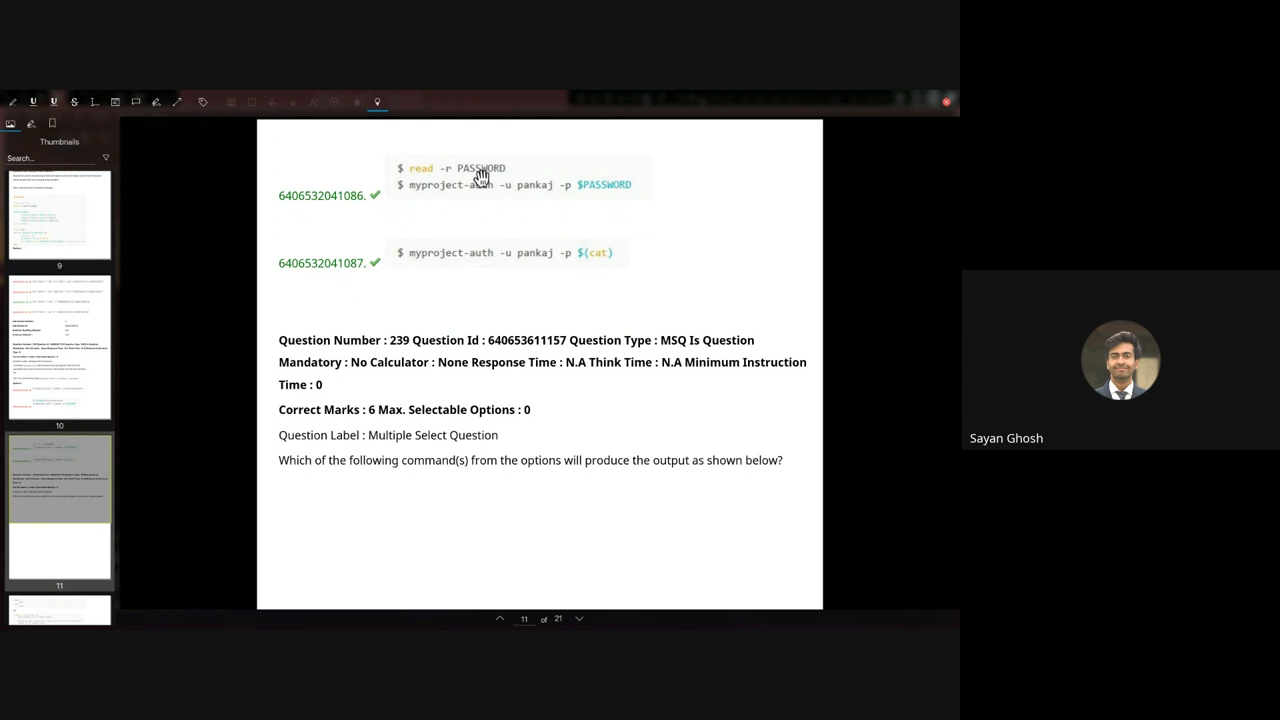 Thumbnails
Search...
9
10
11
$ read -r PASSWORD
$ myproject-auth -u pankaj -p $PASSWORD
6406532041086.
$ myproject-auth -u pankaj -p $(cat)
6406532041087.
Question Number : 239 Question Id : 640653611157 Question Type : MSQ Is Question
Mandatory : No Calculator : None Response Time : N.A Think Time : N.A Minimum Instruction
Time : 0
Correct Marks : 6 Max. Selectable Options : 0
Question Label : Multiple Select Question
Which of the following command(s) from the options will produce the output as shown below?
11 of 21
Sayan Ghosh